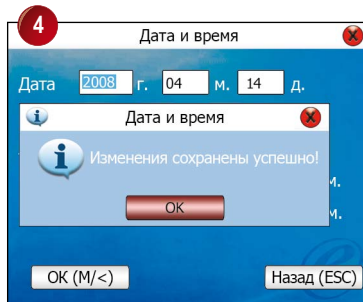 4
Дата и время
Дата 2008 г. 04 м. 14 д.
Дата и время
Изменения сохранены успешно!
м.
OK
м.
OK (M/<) Назад (ESC)